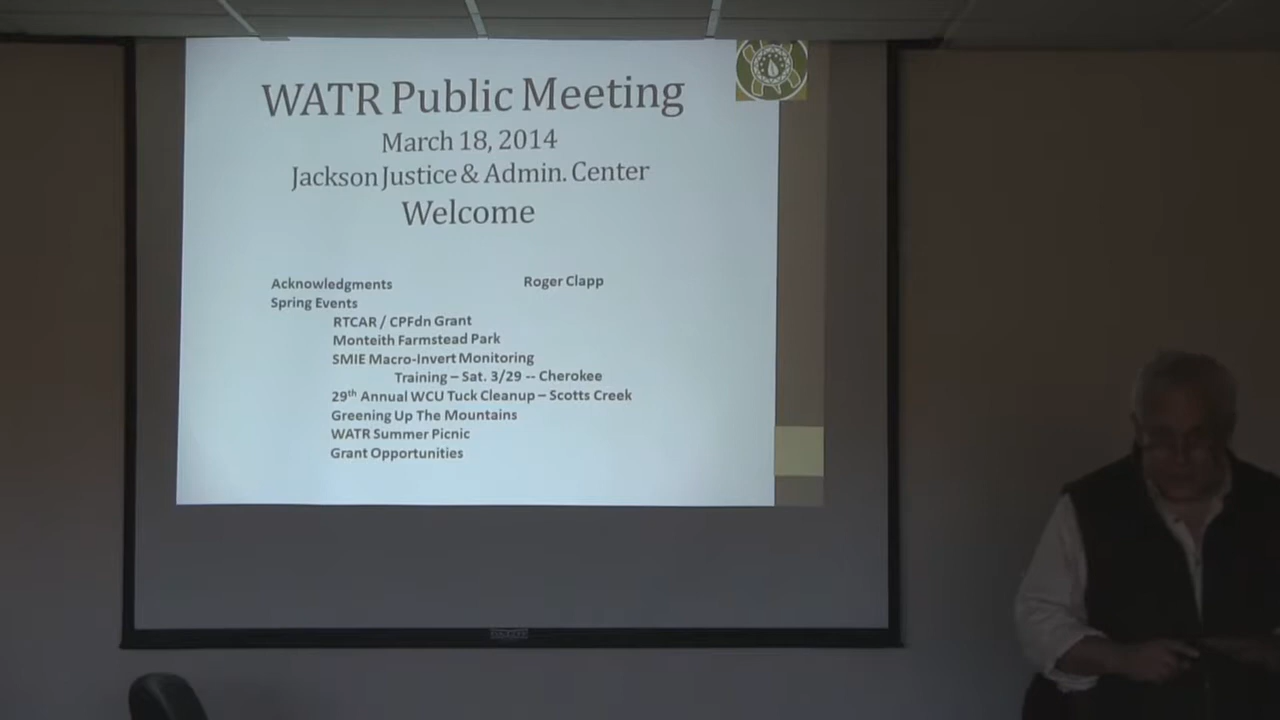 WATR Public Meeting
March 18, 2014
Jackson Justice & Admin. Center
Welcome
Acknowledgments Roger Clapp
Spring Events
RTCAR / CPFdn Grant
Monteith Farmstead Park
SMIE Macro-Invert Monitoring
Training – Sat. 3/29 -- Cherokee
29th Annual WCU Tuck Cleanup – Scotts Creek
Greening Up The Mountains
WATR Summer Picnic
Grant Opportunities